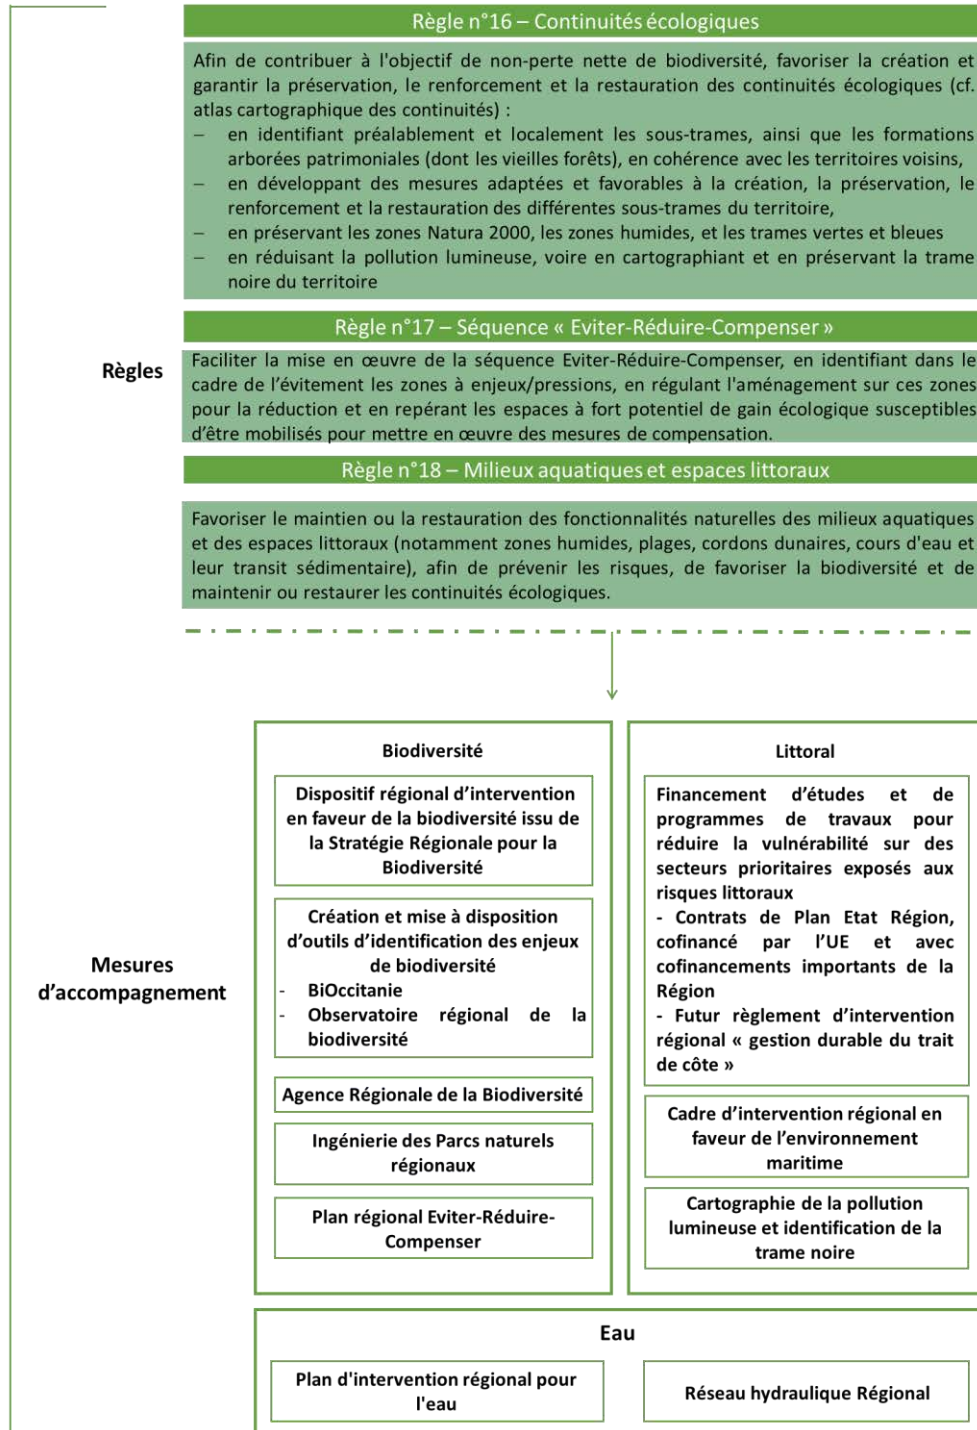 Règle n°16 – Continuités écologiques
Afin de contribuer à l'objectif de non-perte nette de biodiversité, favoriser la création et
garantir la préservation, le renforcement et la restauration des continuités écologiques (cf.
atlas cartographique des continuités) :
– en identifiant préalablement et localement les sous-trames, ainsi que les formations
arborées patrimoniales (dont les vieilles forêts), en cohérence avec les territoires voisins,
– en développant des mesures adaptées et favorables à la création, la préservation, le
renforcement et la restauration des différentes sous-trames du territoire,
– en préservant les zones Natura 2000, les zones humides, et les trames vertes et bleues
– en réduisant la pollution lumineuse, voire en cartographiant et en préservant la trame
noire du territoire
Règle n°17 – Séquence « Eviter-Réduire-Compenser »
Règles
Faciliter la mise en œuvre de la séquence Eviter-Réduire-Compenser, en identifiant dans le
cadre de l’évitement les zones à enjeux/pressions, en régulant l'aménagement sur ces zones
pour la réduction et en repérant les espaces à fort potentiel de gain écologique susceptibles
d’être mobilisés pour mettre en œuvre des mesures de compensation.
Règle n°18 – Milieux aquatiques et espaces littoraux
Favoriser le maintien ou la restauration des fonctionnalités naturelles des milieux aquatiques
et des espaces littoraux (notamment zones humides, plages, cordons dunaires, cours d'eau et
leur transit sédimentaire), afin de prévenir les risques, de favoriser la biodiversité et de
maintenir ou restaurer les continuités écologiques.
Mesures
d’accompagnement
Biodiversité
Dispositif régional d’intervention
en faveur de la biodiversité issu de
la Stratégie Régionale pour la
Biodiversité
Création et mise à disposition
d’outils d’identification des enjeux
de biodiversité
- BiOccitanie
- Observatoire régional de la
biodiversité
Agence Régionale de la Biodiversité
Ingénierie des Parcs naturels
régionaux
Plan régional Eviter-Réduire-
Compenser
Littoral
Financement d’études et de
programmes de travaux pour
réduire la vulnérabilité sur des
secteurs prioritaires exposés aux
risques littoraux
- Contrats de Plan Etat Région,
cofinancé par l’UE et avec
cofinancements importants de la
Région
- Futur règlement d’intervention
régional « gestion durable du trait
de côte »
Cadre d’intervention régional en
faveur de l’environnement
maritime
Cartographie de la pollution
lumineuse et identification de la
trame noire
Eau
Plan d'intervention régional pour
l'eau
Réseau hydraulique Régional